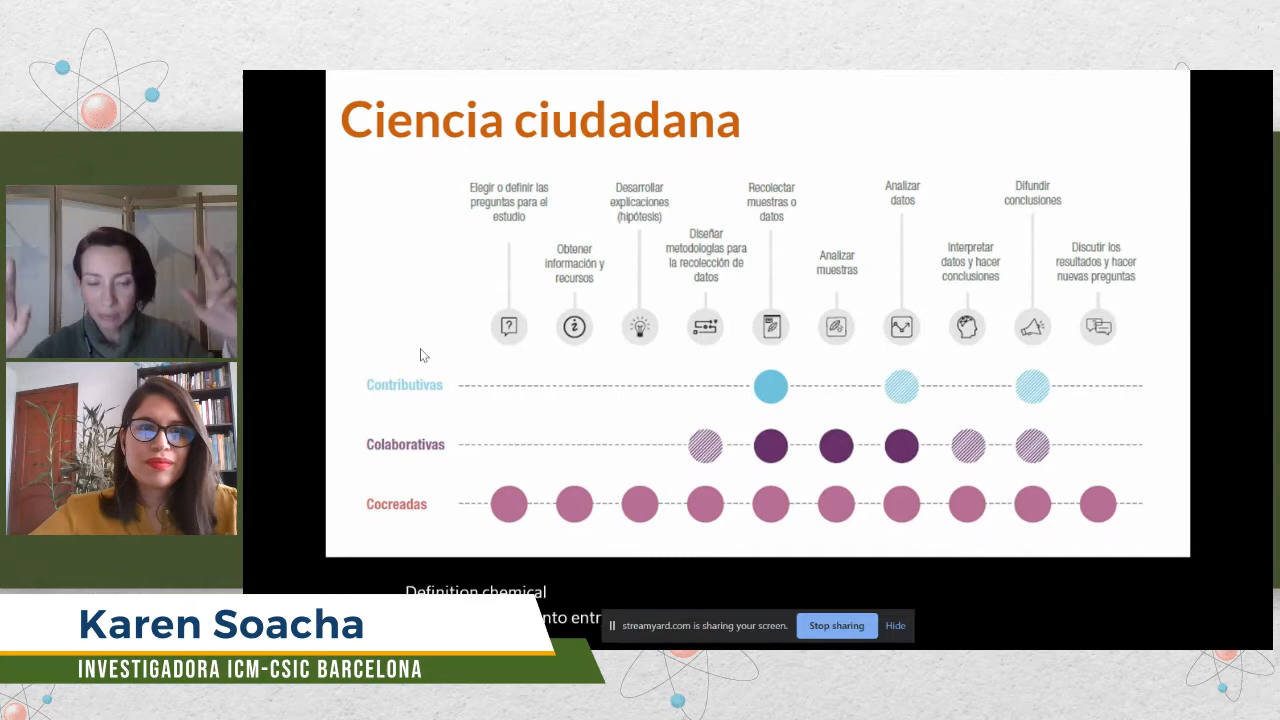 Ciencia ciudadana
Elegir o definir las
preguntas para el
estudio
Obtener
información y
recursos
Desarrollar
explicaciones
(hipótesis)
Diseñar
metodologías para
la recolección de
datos
Recolectar
muestras o
datos
Analizar
muestras
Analizar
datos
Interpretar
datos y hacer
conclusiones
Difundir
conclusiones
Discutir los
resultados y hacer
nuevas preguntas
Contributivas
Colaborativas
Cocreadas
Definition chemical
nto entr
streamyard.com is sharing your screen.
Stop sharing
Hide
Karen Soacha
INVESTIGADORA ICM-CSIC BARCELONA